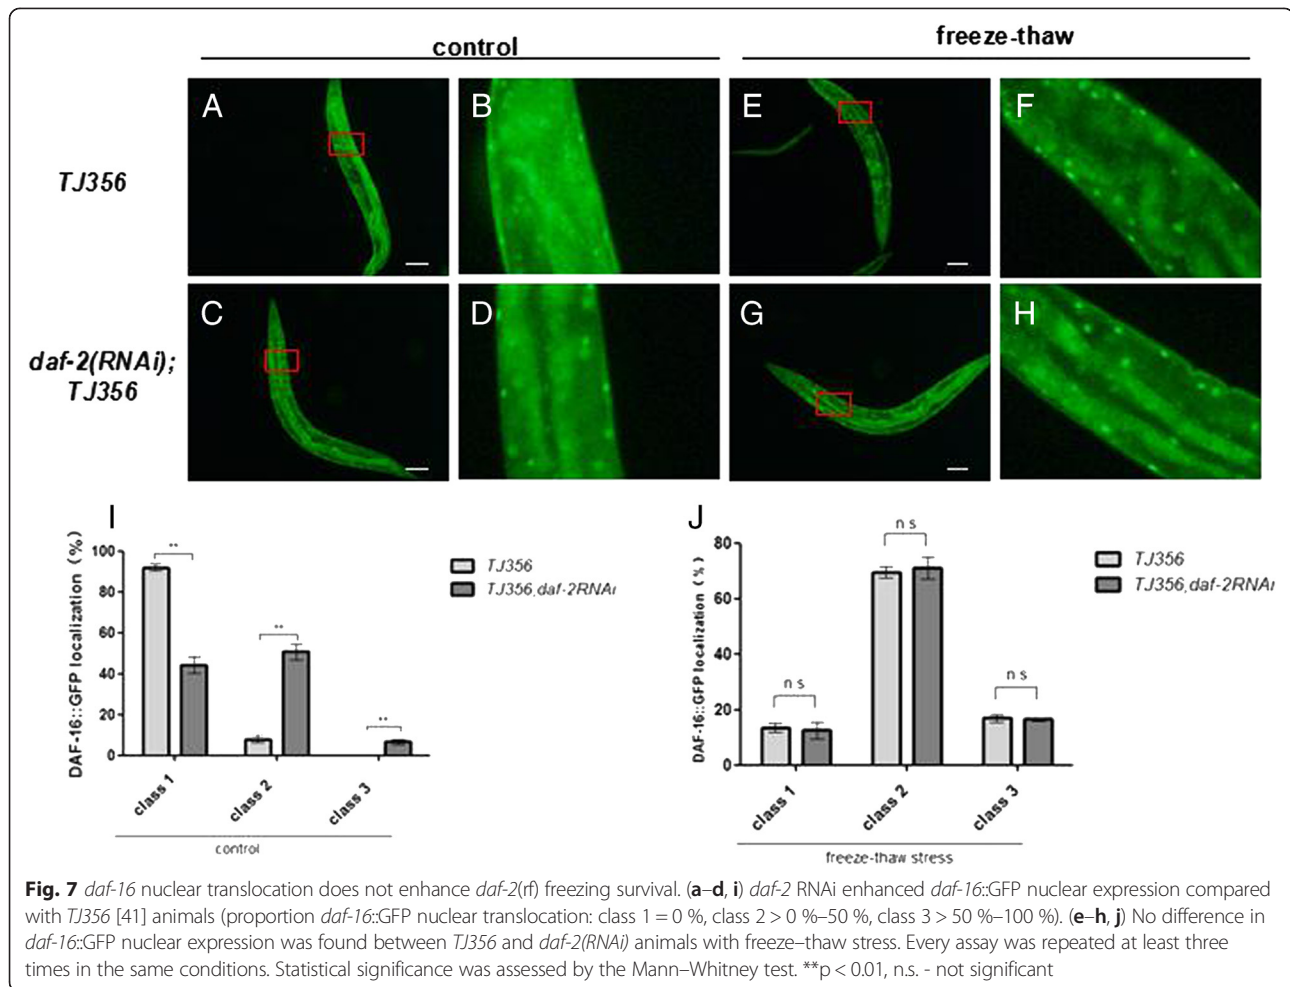 control
freeze-thaw
A
B
E
F
TJ356
C
D
G
H
daf-2(RNAi);
TJ356
I
DAF-16::GFP localization (%)
100
80
60
40
20
0
**
**
**
TJ356
TJ356,daf-2RNAi
class 1
class 2
class 3
control
J
DAF-16::GFP localization (%)
80
60
40
20
0
n s
n s
n s
TJ356
TJ356,daf-2RNAi
class 1
class 2
class 3
freeze-thaw stress
Fig. 7 daf-16 nuclear translocation does not enhance daf-2(rf) freezing survival. (a–d, i) daf-2 RNAi enhanced daf-16::GFP nuclear expression compared
with TJ356 [41] animals (proportion daf-16::GFP nuclear translocation: class 1 = 0 %, class 2 > 0 %–50 %, class 3 > 50 %–100 %). (e–h, j) No difference in
daf-16::GFP nuclear expression was found between TJ356 and daf-2(RNAi) animals with freeze–thaw stress. Every assay was repeated at least three
times in the same conditions. Statistical significance was assessed by the Mann–Whitney test. **p < 0.01, n.s. - not significant